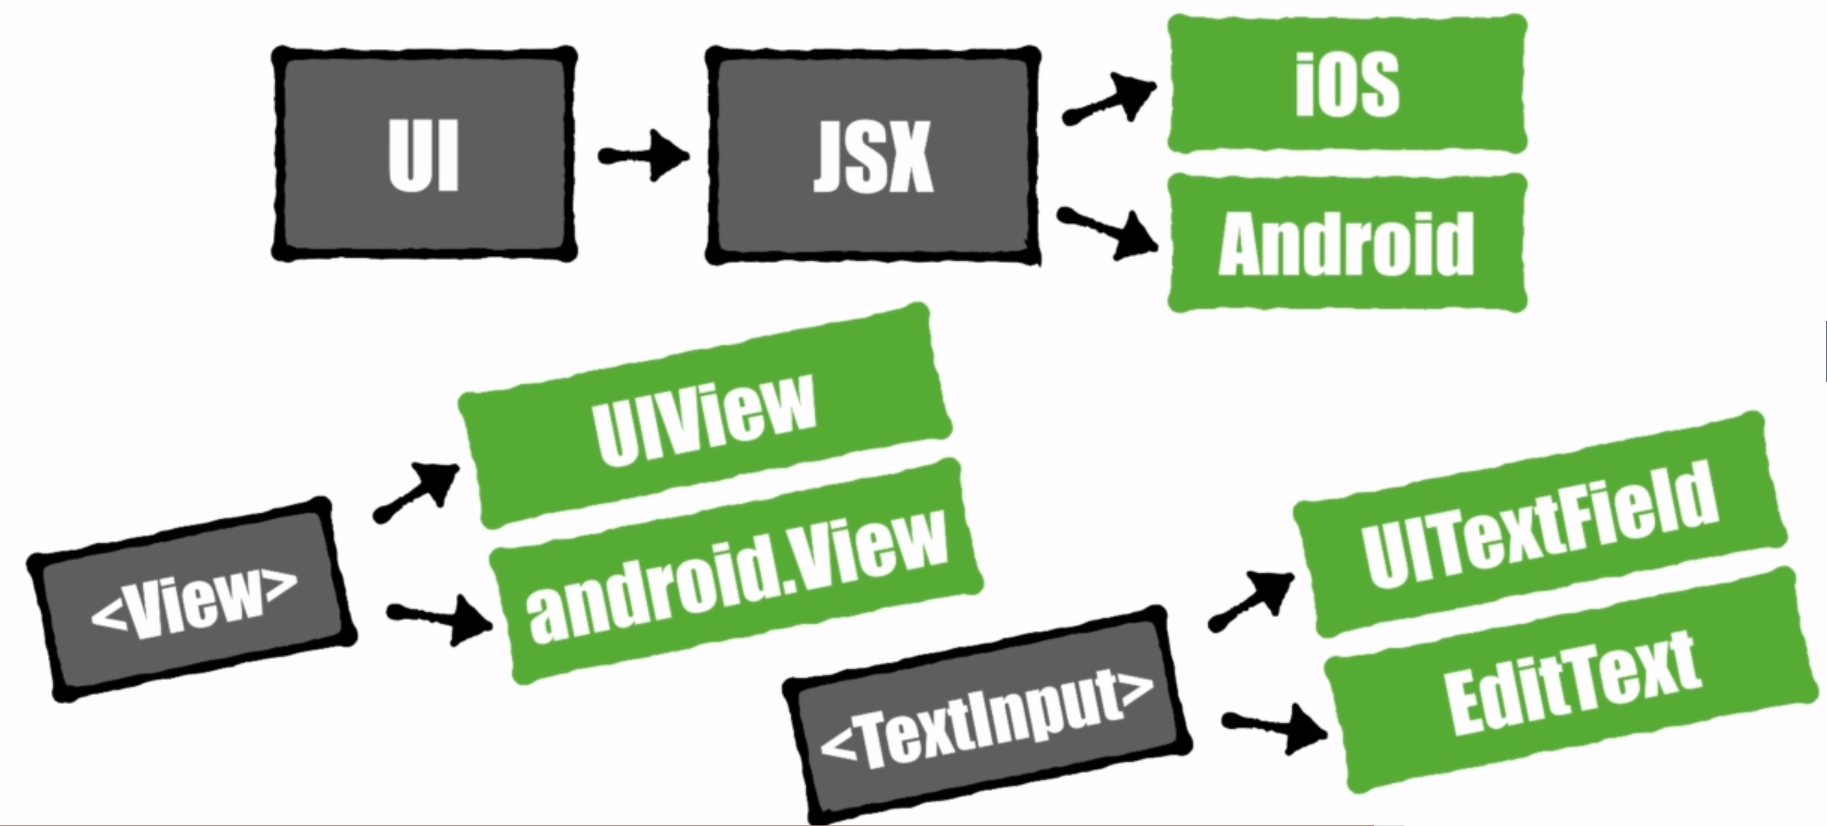 UI
JSX
iOS
Android
<View>
UIView
android.View
<TextInput>
UITextField
EditText